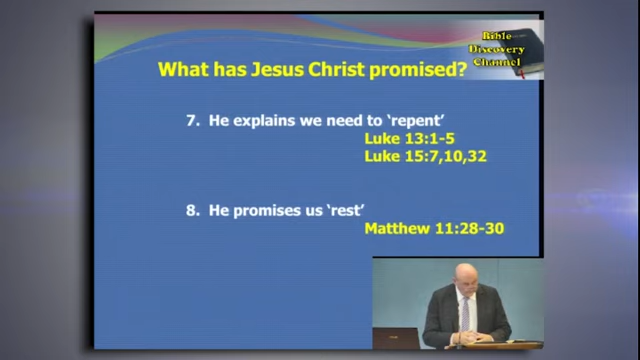 Bible
Discovery
Channel
What has Jesus Christ promised?
7. He explains we need to ‘repent’
Luke 13:1-5
Luke 15:7,10,32
8. He promises us ‘rest’
Matthew 11:28-30